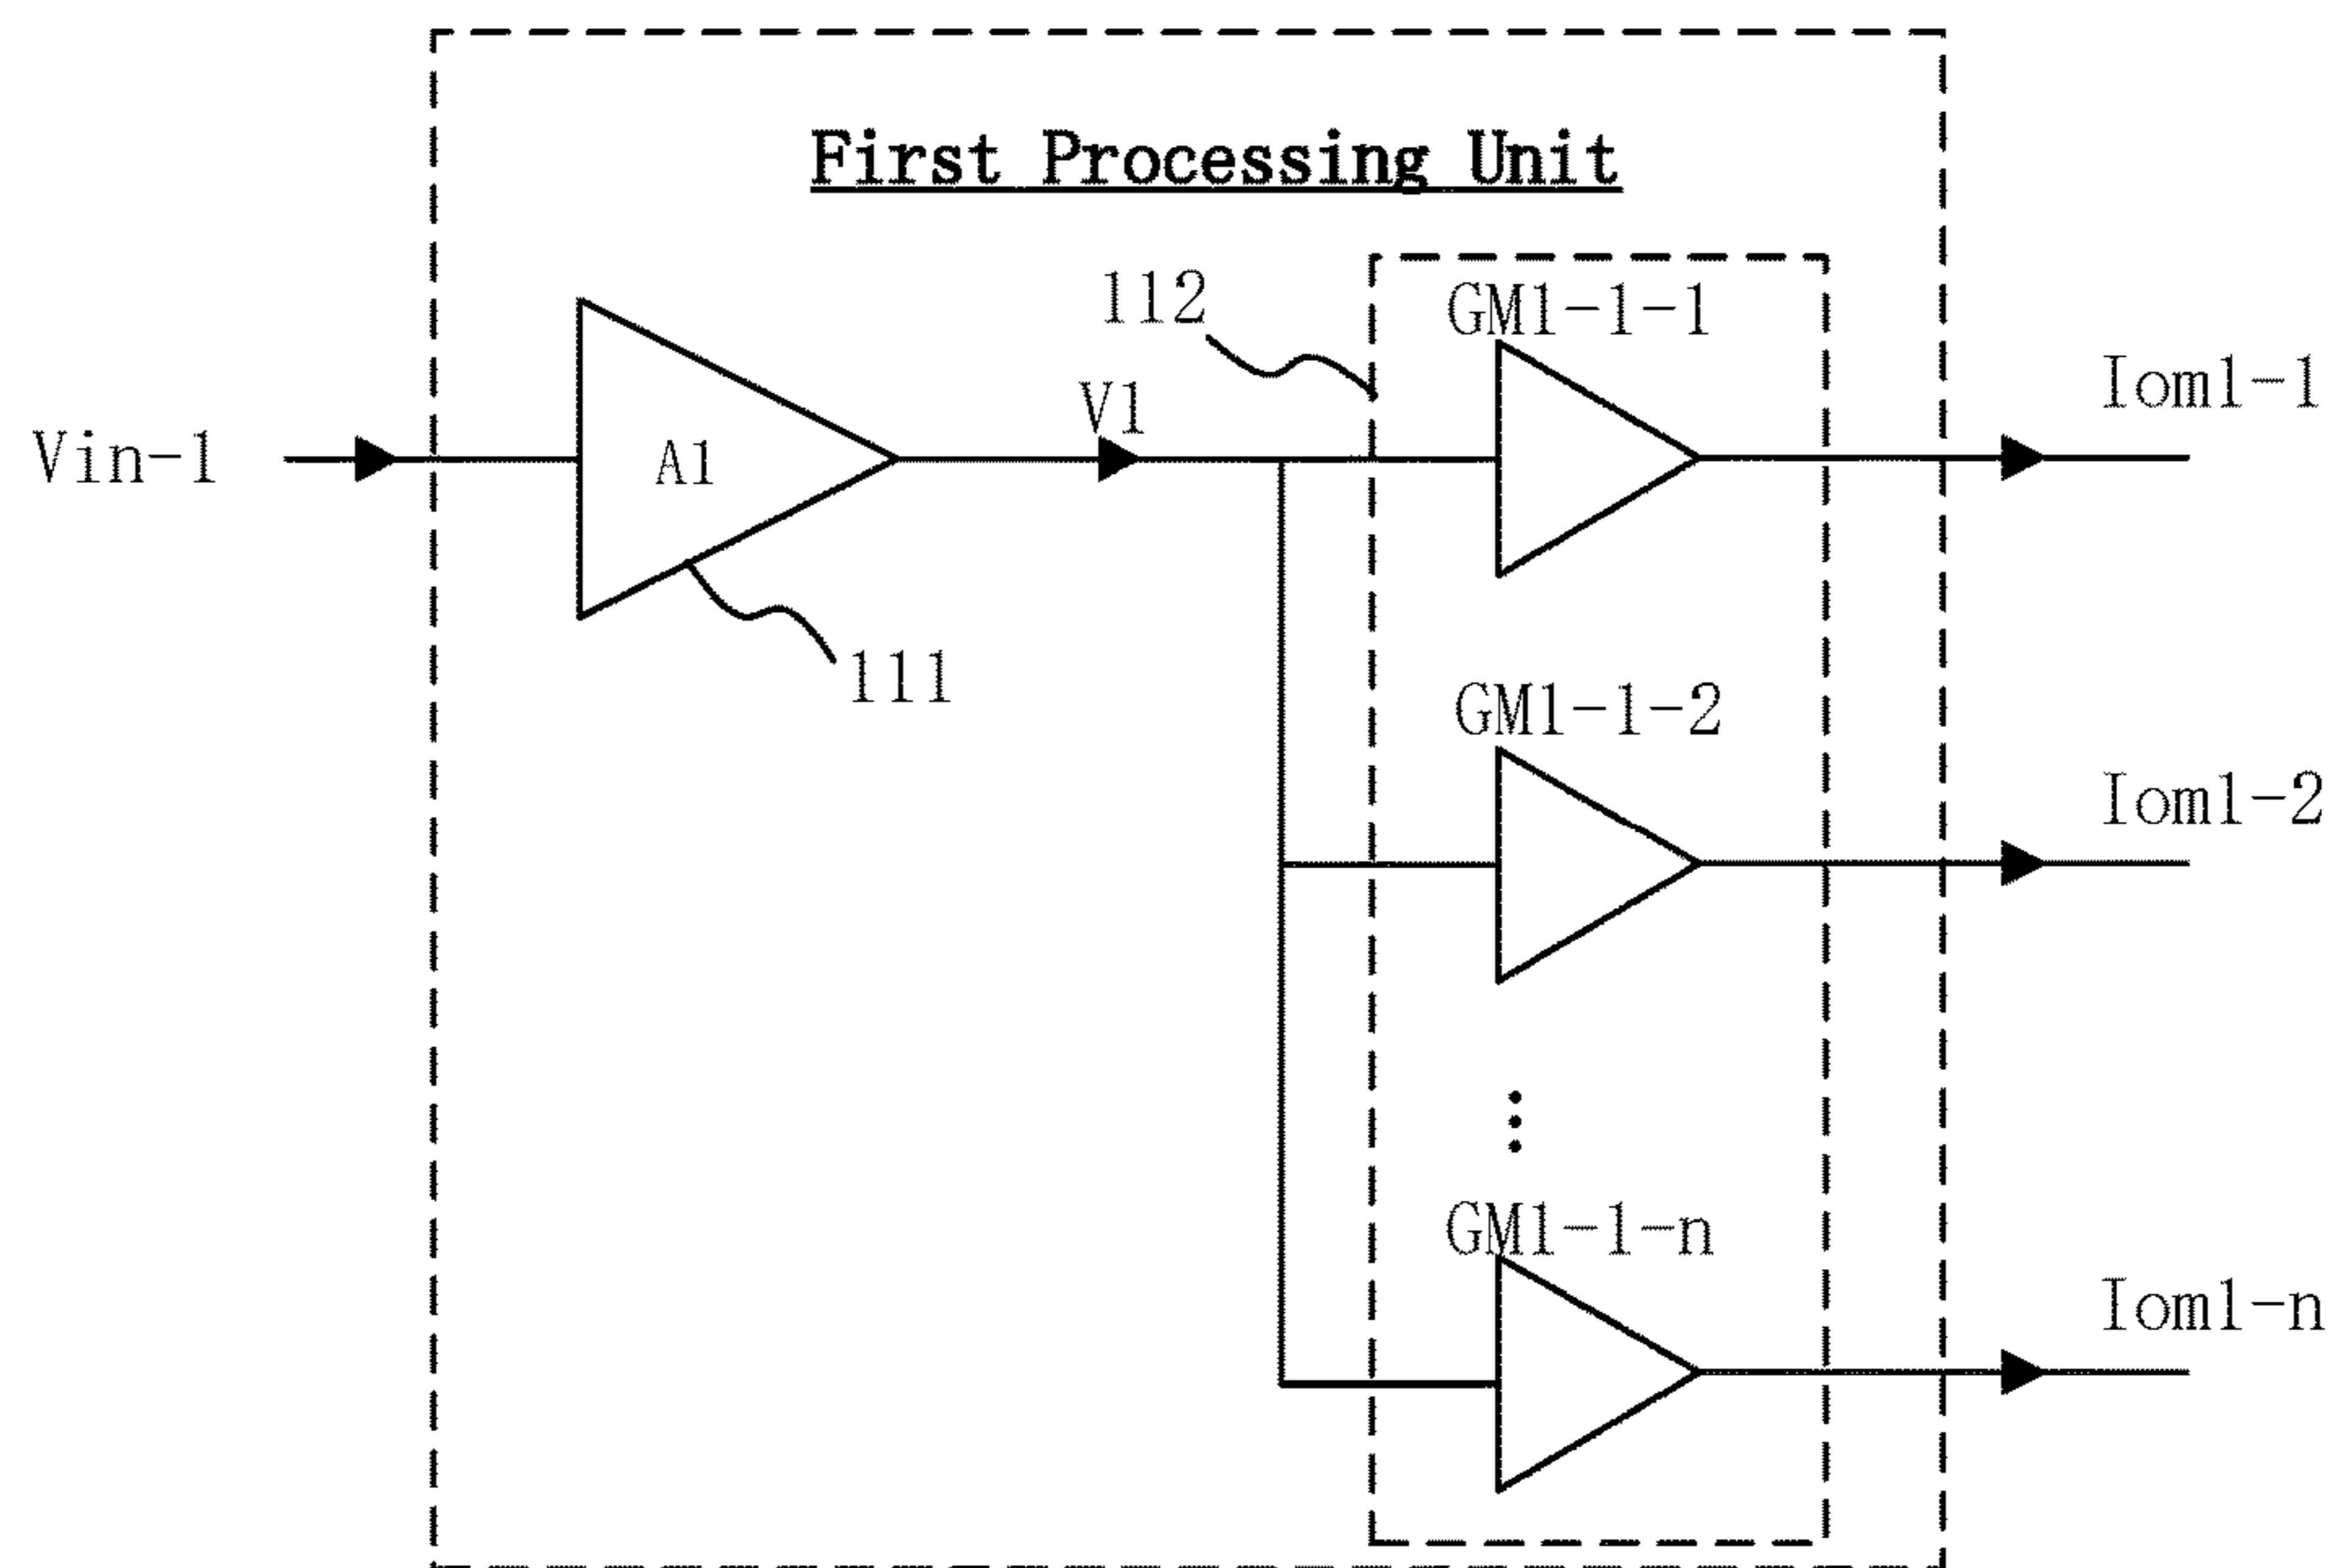 First Processing Unit
112
GM1-1-1
Iom1-1
V1
Vin-1
A1
111
GM1-1-2
Iom1-2
GM1-1-n
Iom1-n